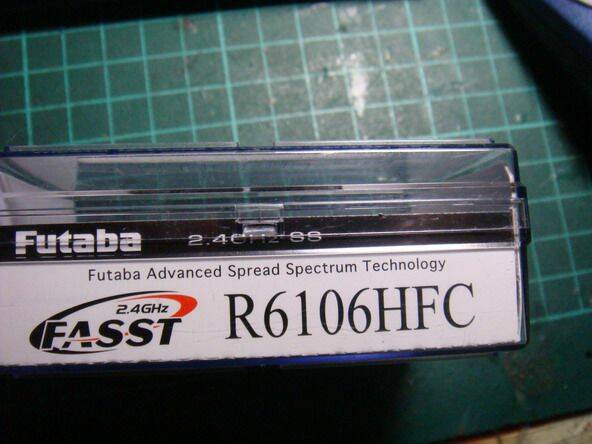 Futaba 2.4GHz SS
Futaba Advanced Spread Spectrum Technology
2.4GHz
FASST R6106HFC